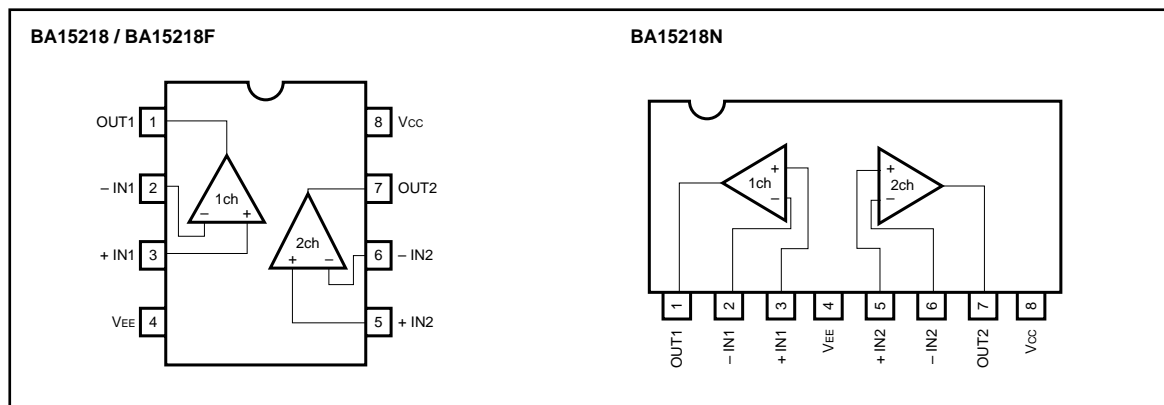 BA15218 / BA15218F
OUT1 1
8 VCC
– IN1 2
1ch
– +
7 OUT2
+ IN1 3
2ch
+ –
6 – IN2
VEE 4
5 + IN2
BA15218N
1ch
+
–
2ch
+
–
1 2 3 4 5 6 7 8
OUT1
– IN1
+ IN1
VEE
+ IN2
– IN2
OUT2
VCC